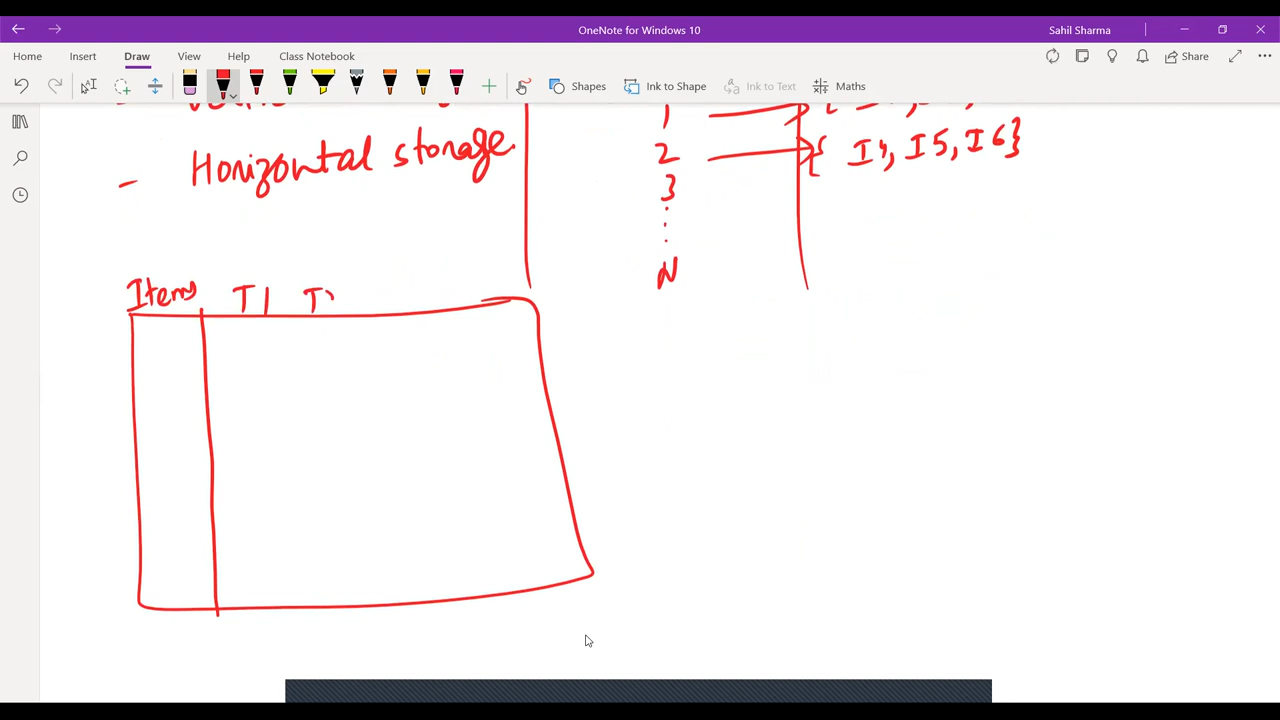 OneNote for Windows 10
Sahil Sharma
Home Insert Draw View Help Class Notebook
Share
Shapes Ink to Shape Ink to Text Maths
1
- Horizontal storage.
2 { I4, I5, I6}
3
N
Items T1 T